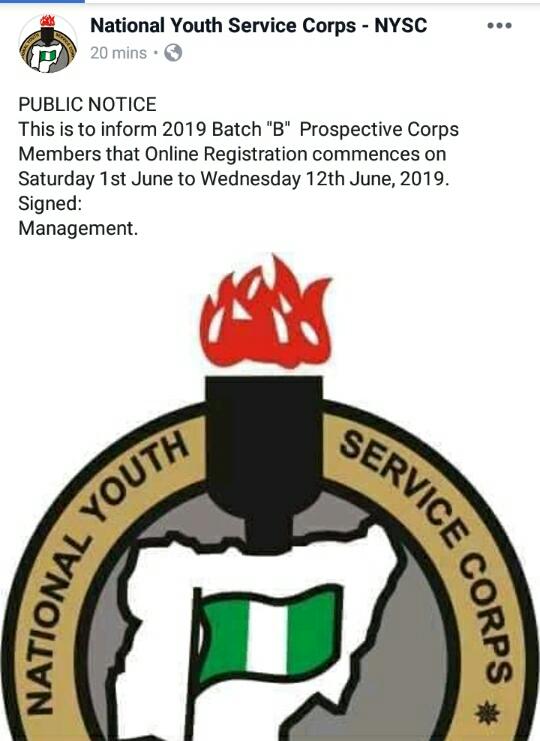 National Youth Service Corps - NYSC
20 mins
PUBLIC NOTICE
This is to inform 2019 Batch "B" Prospective Corps
Members that Online Registration commences on
Saturday 1st June to Wednesday 12th June, 2019.
Signed:
Management.
NATIONAL YOUTH SERVICE CORPS